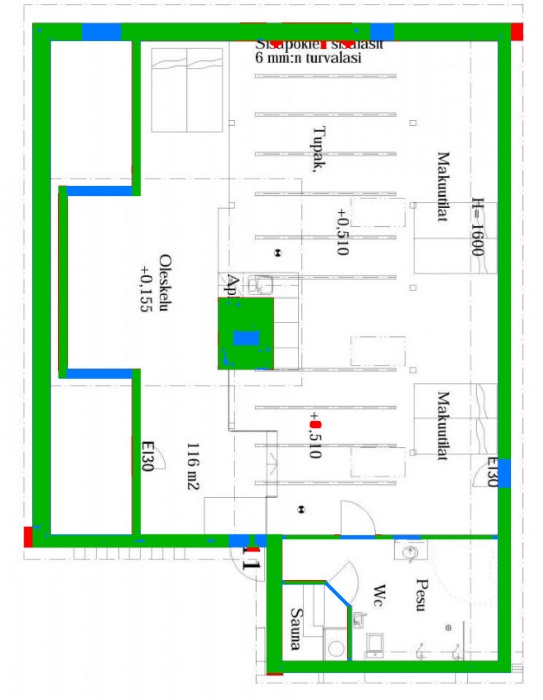 6 mm:n turvalasi
Tupak,
Makuutilat
H= 1600
+0,510
Oleskelu
+0,155
Makuutilat
,510
116 m2
EI30
EI30
Pesu
Wc
Sauna